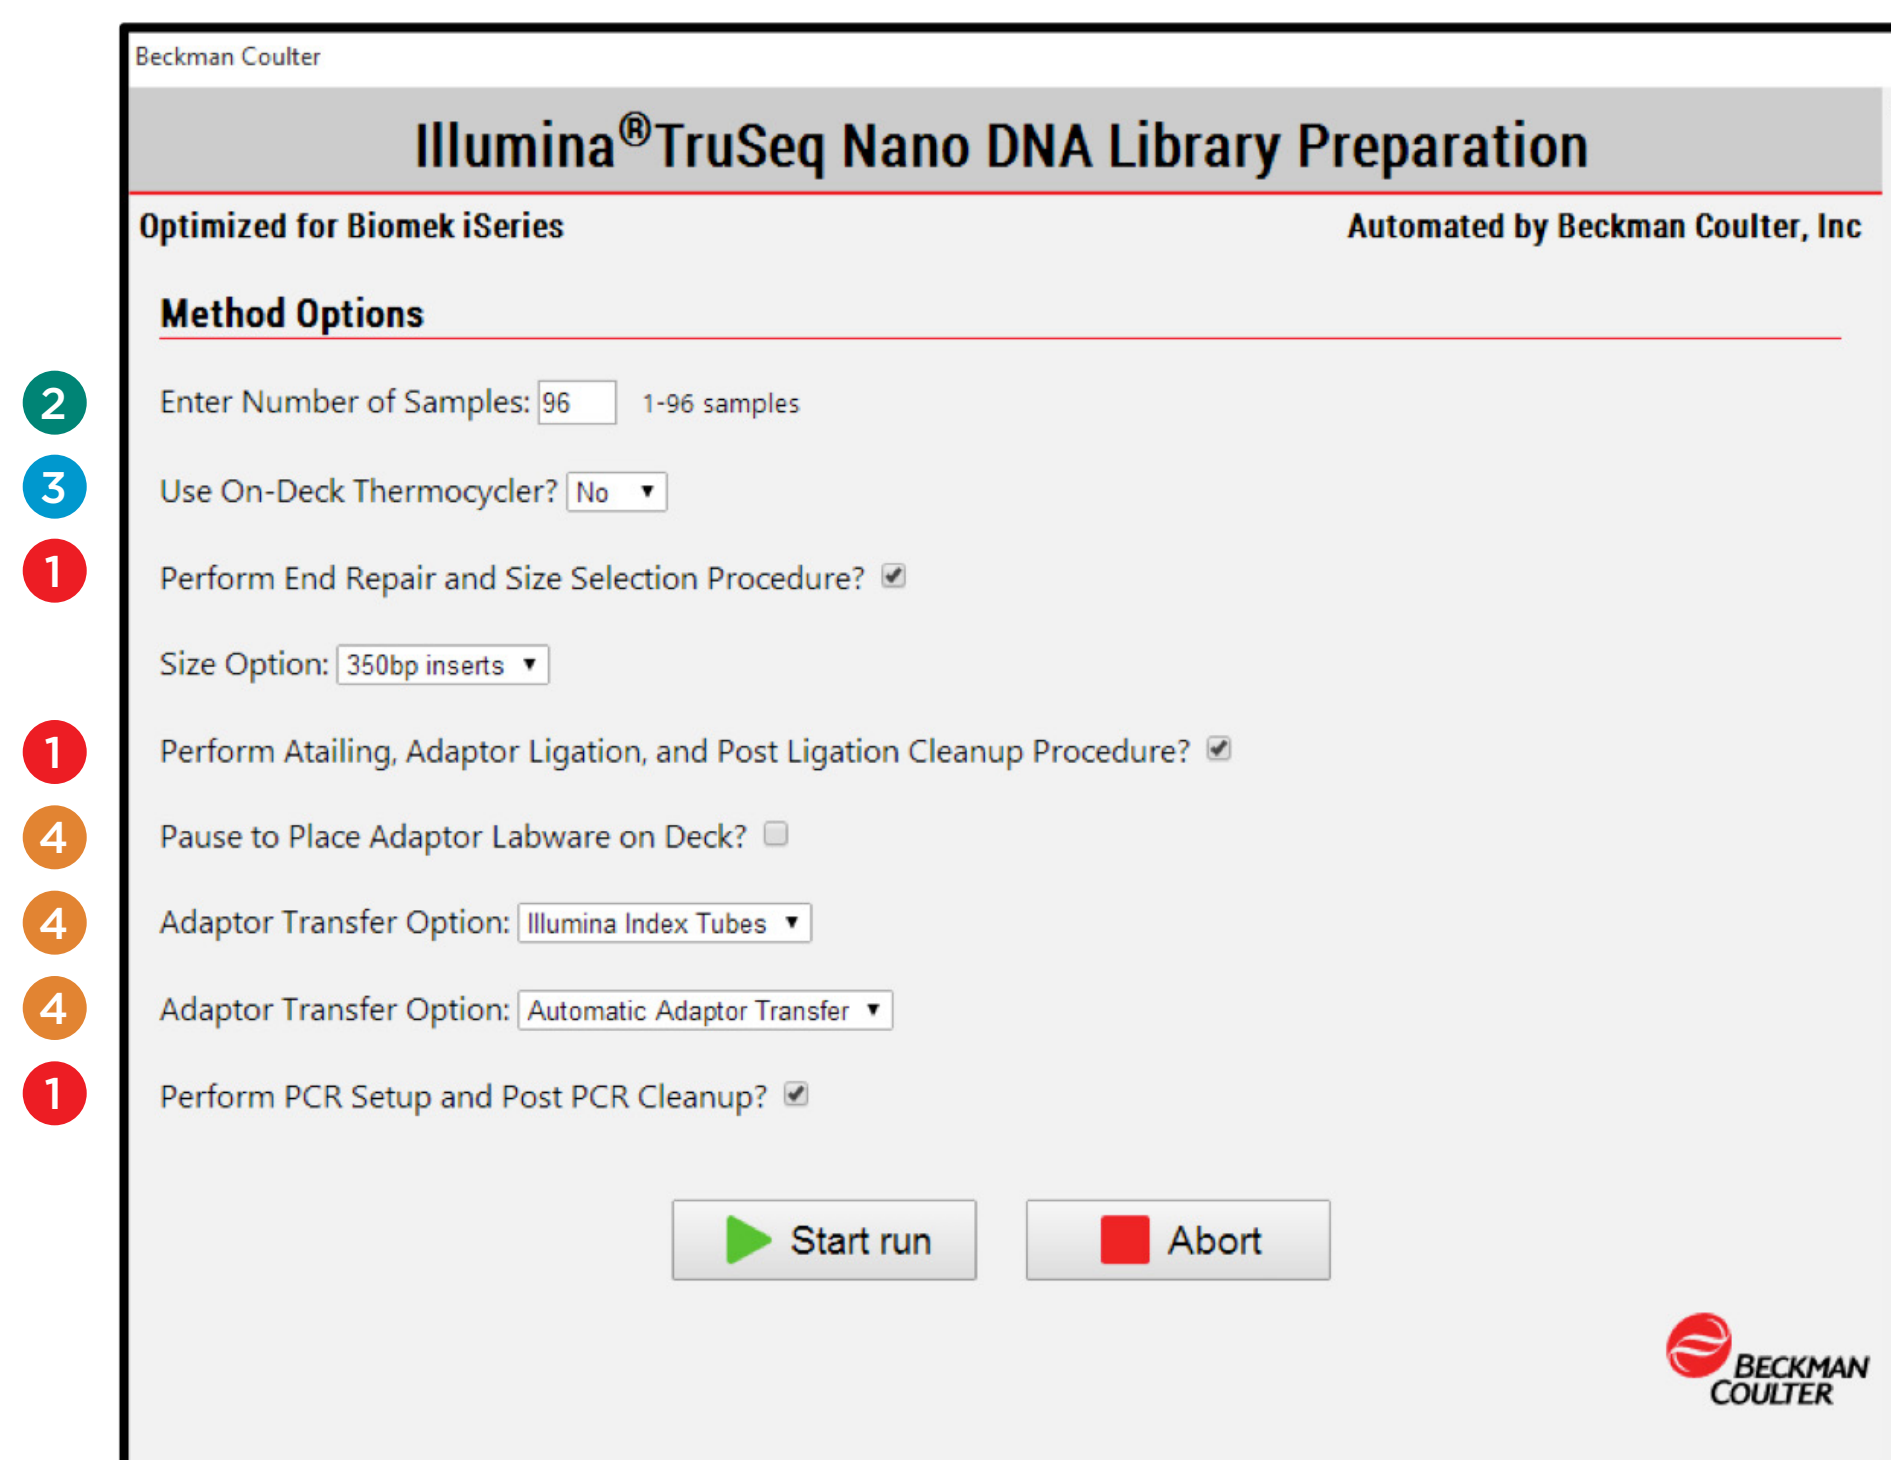 Beckman Coulter
Illumina®TruSeq Nano DNA Library Preparation
Optimized for Biomek iSeries
Automated by Beckman Coulter, Inc
Method Options
2
Enter Number of Samples: 96 1-96 samples
3
Use On-Deck Thermocycler? No
1
Perform End Repair and Size Selection Procedure?
Size Option: 350bp inserts
1
Perform Atailing, Adaptor Ligation, and Post Ligation Cleanup Procedure?
4
Pause to Place Adaptor Labware on Deck?
4
Adaptor Transfer Option: Illumina Index Tubes
4
Adaptor Transfer Option: Automatic Adaptor Transfer
1
Perform PCR Setup and Post PCR Cleanup?
Start run
Abort
BECKMAN
COULTER